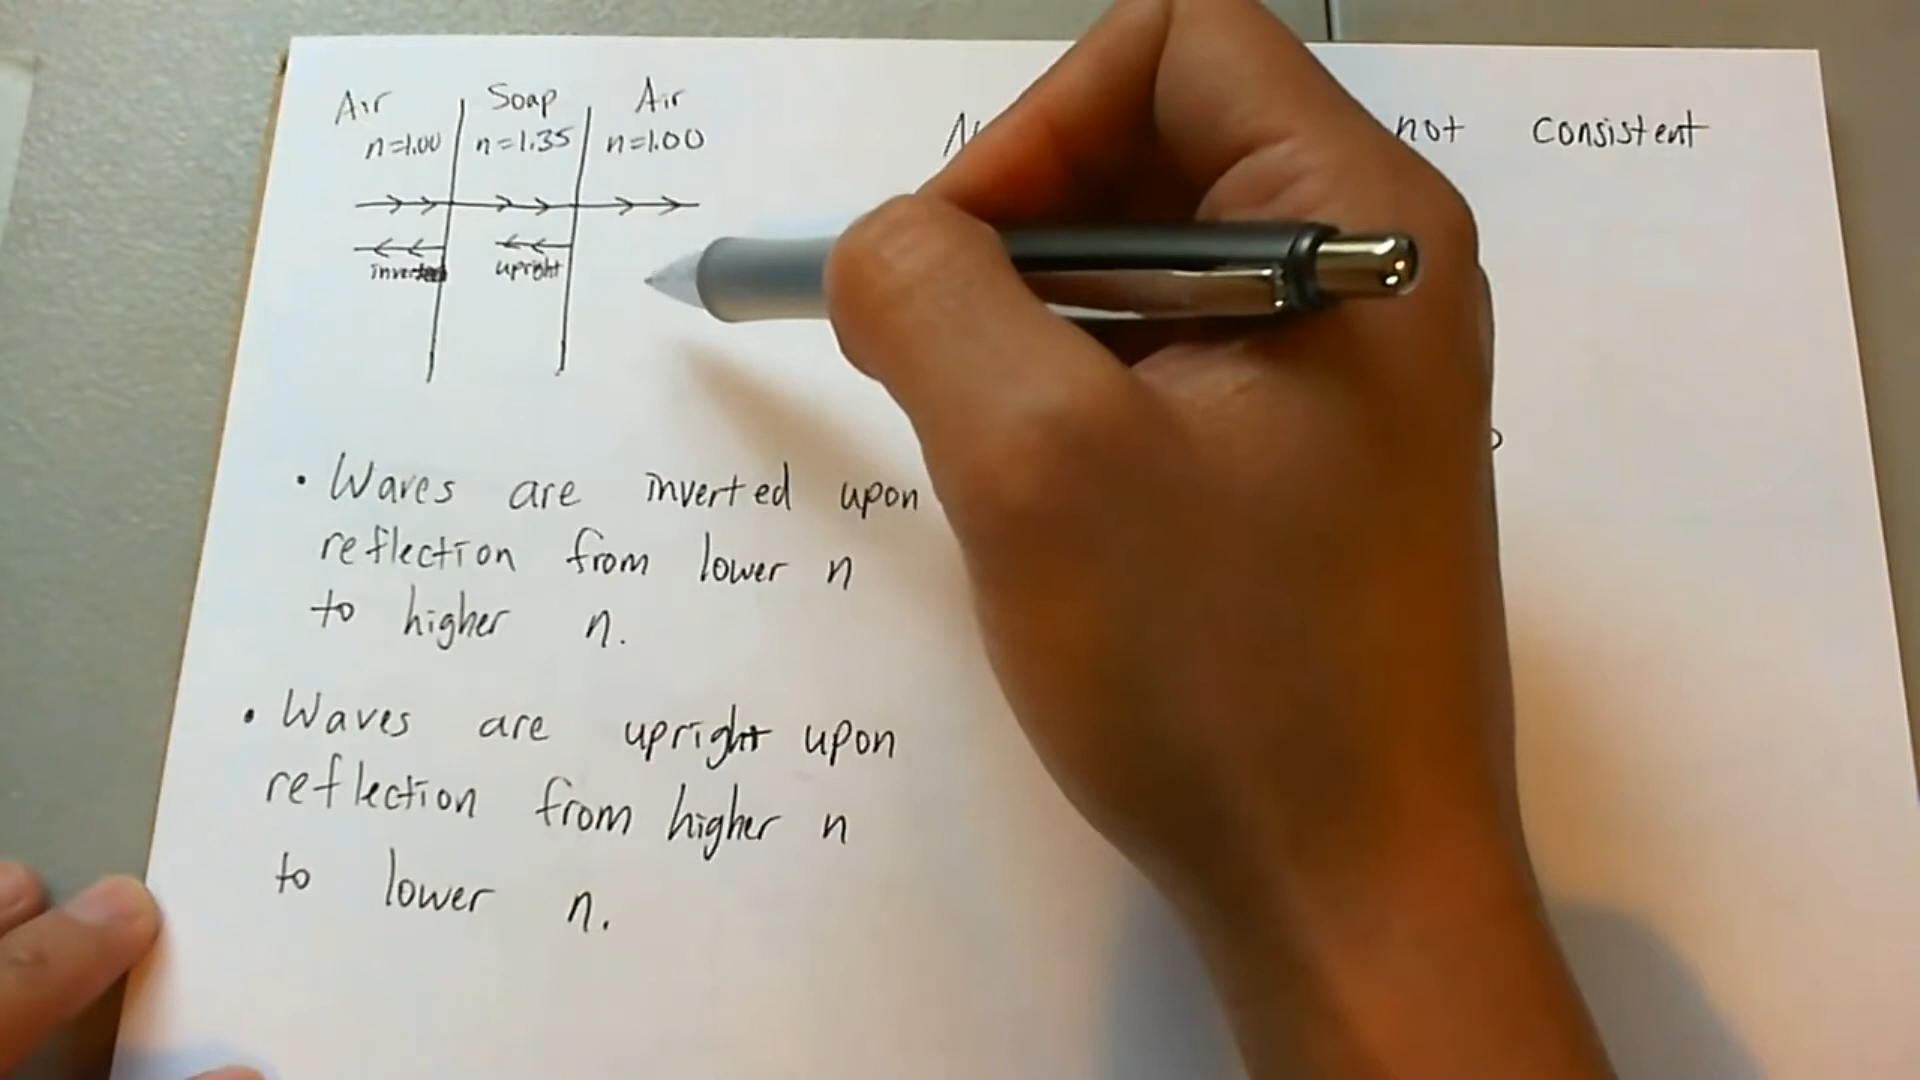 Air Soap Air
n=1.00 n=1.35 n=1.00
inverted upright
not consistent
• Waves are inverted upon
reflection from lower n
to higher n.
• Waves are upright upon
reflection from higher n
to lower n.